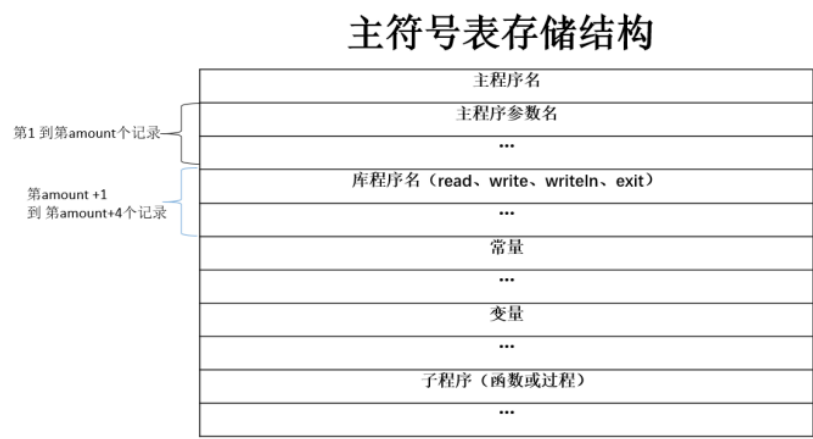 主符号表存储结构
主程序名
主程序参数名
第1 到第amount个记录
...
库程序名（read、write、writeln、exit）
第amount +1
到 第amount+4个记录
...
常量
...
变量
...
子程序（函数或过程）
...